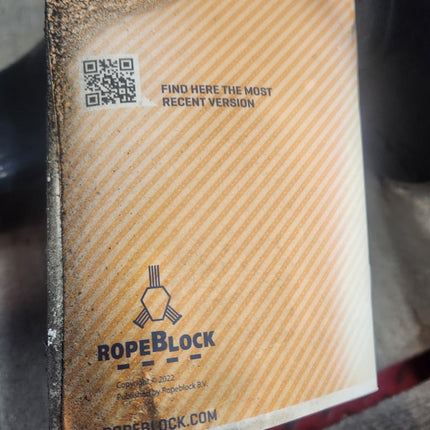 FIND HERE THE MOST
RECENT VERSION
ROPEBLOCK
Copyright © 2022
Published by Ropeblock B.V.
ROPEBLOCK.COM